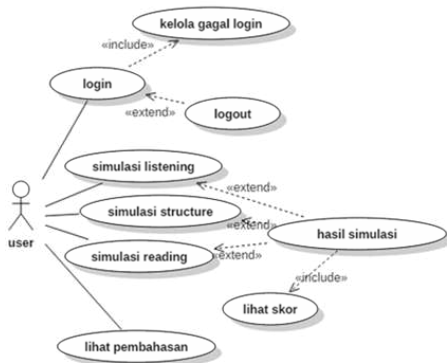 kelola gagal login
«include»
login
«extend»
logout
simulasi listening
«extend»
simulasi structure
«extend»
hasil simulasi
user
simulasi reading
«extend»
«include»
lihat skor
lihat pembahasan